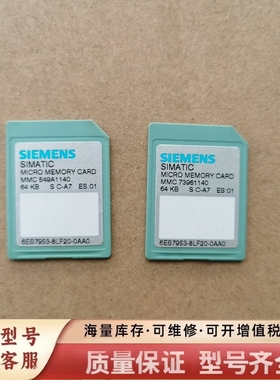 SIEMENS
SIMATIC
MICRO MEMORY CARD
MMC 549A1140
64 KB S C-A7 ES:01
6ES7953-8LF20-0AA0
SIEMENS
SIMATIC
MICRO MEMORY CARD
MMC 73961140
64 KB S C-A7 ES:01
6ES7953-8LF20-0AA0
型号
客服
海量库存·可维修·可开增值税
质量保证 型号齐全